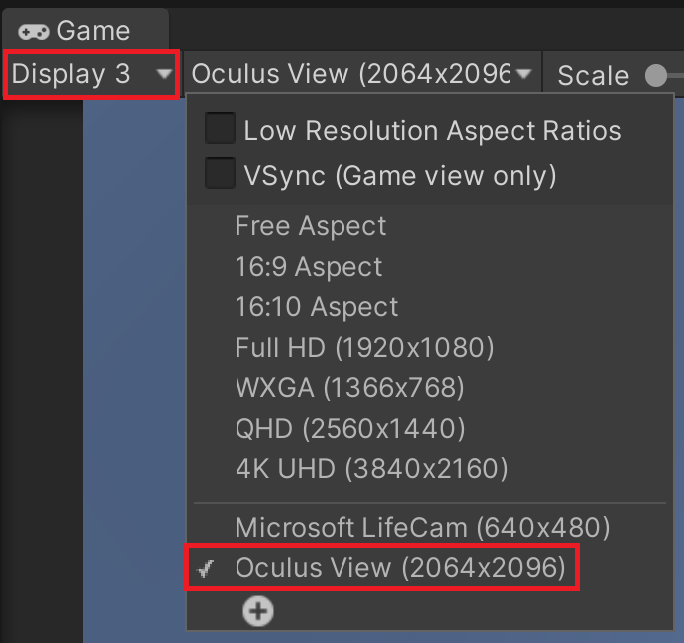 Game
Display 3 Oculus View (2064x2096 Scale
Low Resolution Aspect Ratios
VSync (Game view only)
Free Aspect
16:9 Aspect
16:10 Aspect
Full HD (1920x1080)
WXGA (1366x768)
QHD (2560x1440)
4K UHD (3840x2160)
Microsoft LifeCam (640x480)
Oculus View (2064x2096)